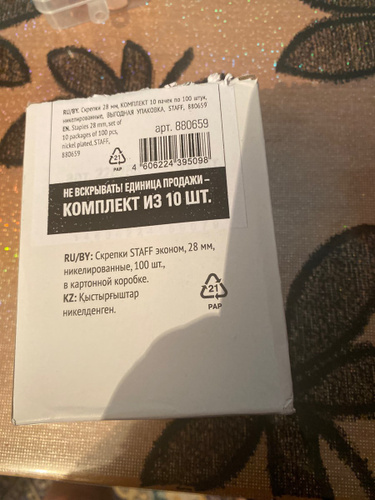 RU/BY: Скрепки 28 мм, КОМПЛЕКТ 10 пачек по 100 штук,
никелированные, ВЫГОДНАЯ УПАКОВКА, STAFF, 880659
EN. Staples 28 mm, set of
10 packages of 100 pcs,
nickel plated, STAFF,
880659
арт. 880659
21
PAP
4 606224 395098
НЕ ВСКРЫВАТЬ! ЕДИНИЦА ПРОДАЖИ –
КОМПЛЕКТ ИЗ 10 ШТ.
RU/BY: Скрепки STAFF эконом, 28 мм,
никелированные, 100 шт.,
в картонной коробке.
KZ: Қыстырғыштар
никелденген.
21
PAP